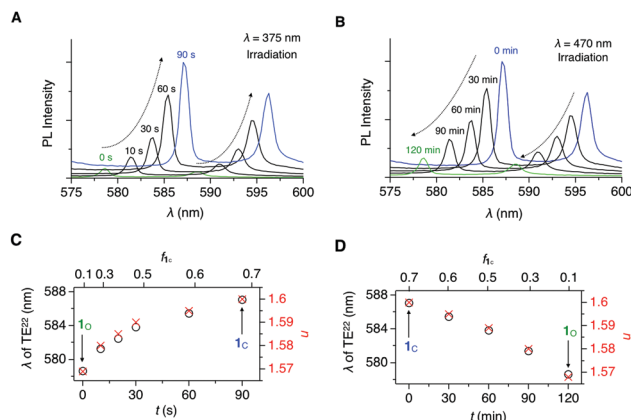 A
λ = 375 nm
Irradiation
PL Intensity
0 s
10 s
30 s
60 s
90 s
575 580 585 590 595 600
λ (nm)
B
λ = 470 nm
Irradiation
PL Intensity
0 min
30 min
60 min
90 min
120 min
575 580 585 590 595 600
λ (nm)
C
f1c
0.1 0.3 0.5 0.6 0.7
λ of TE22 (nm)
588
584
580
1O
1C
1.6
1.59
1.58
1.57
n
0 30 60 90
t (s)
D
f1c
0.7 0.6 0.5 0.3 0.1
λ of TE22 (nm)
588
584
580
1C
1O
1.6
1.59
1.58
1.57
n
0 30 60 90 120
t (min)